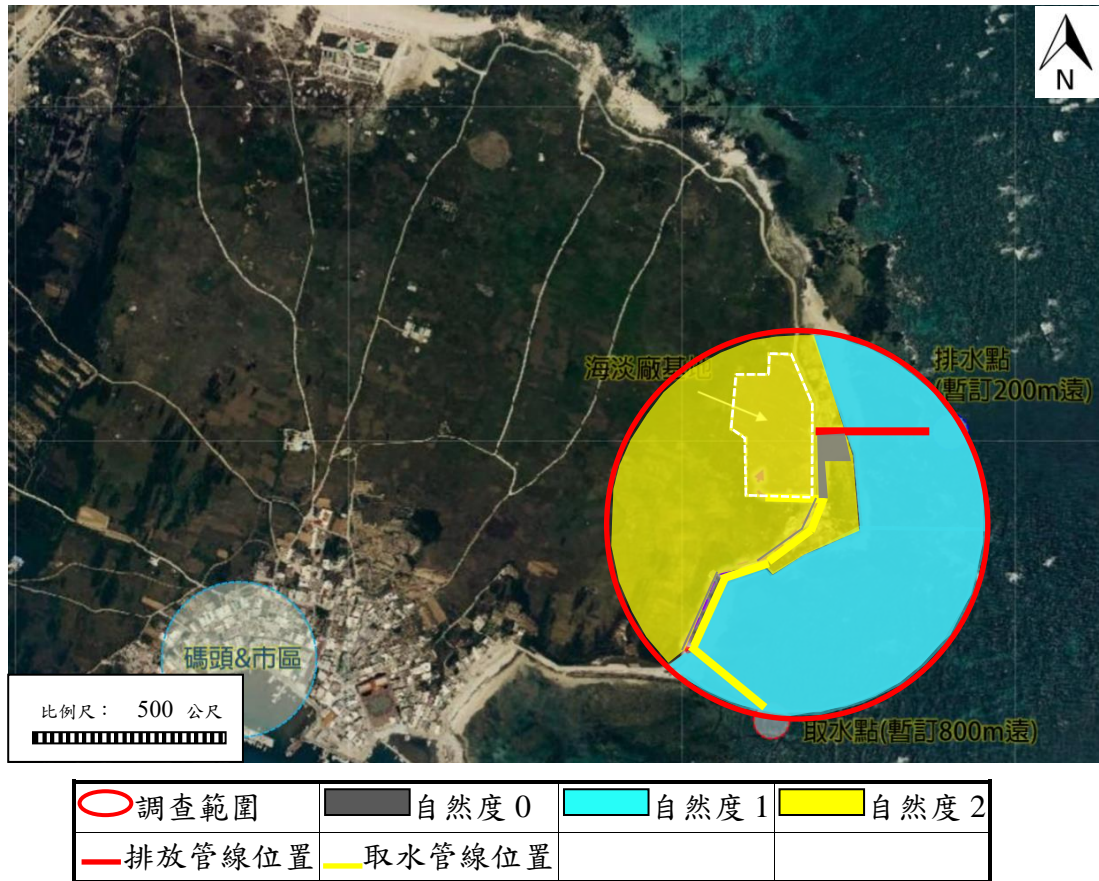 N
海淡廠基地
排水點
(暫訂200m遠)
碼頭&市區
比例尺： 500 公尺
取水點(暫訂800m遠)
調查範圍 自然度 0 自然度 1 自然度 2
排放管線位置 取水管線位置